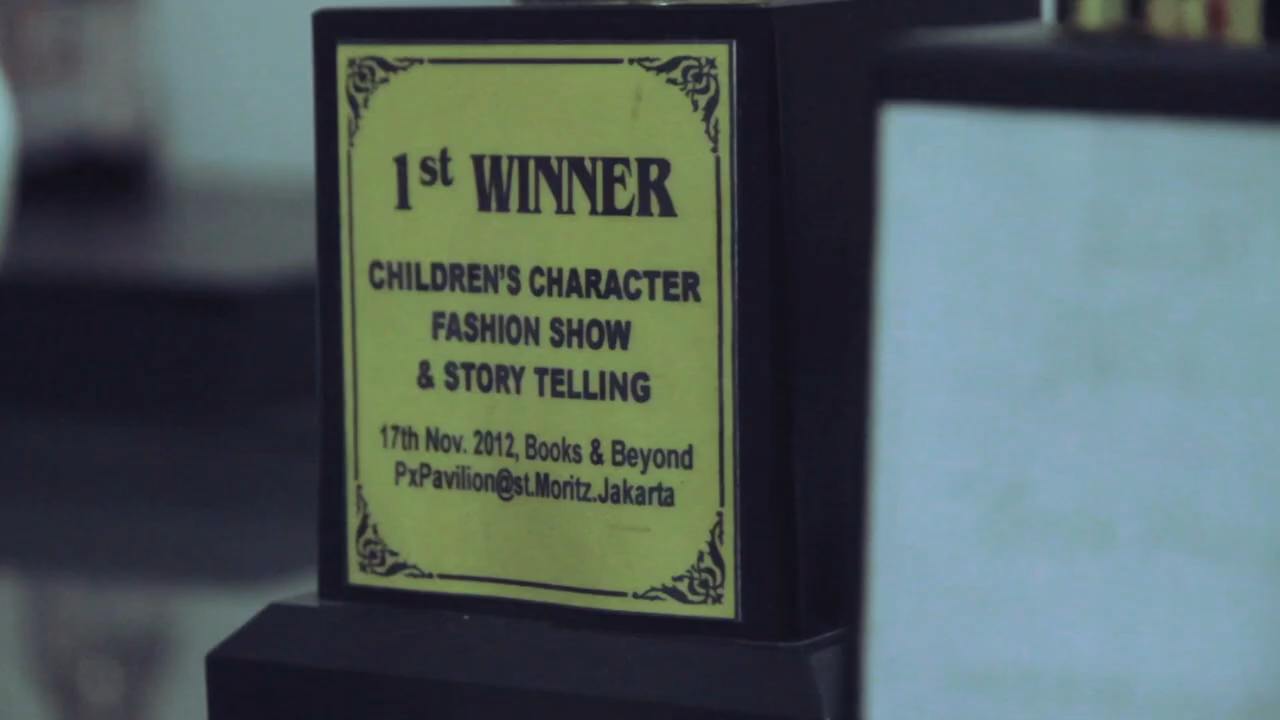 1st WINNER
CHILDREN'S CHARACTER
FASHION SHOW
& STORY TELLING
17th Nov. 2012, Books & Beyond
PxPavilion@st.Moritz.Jakarta